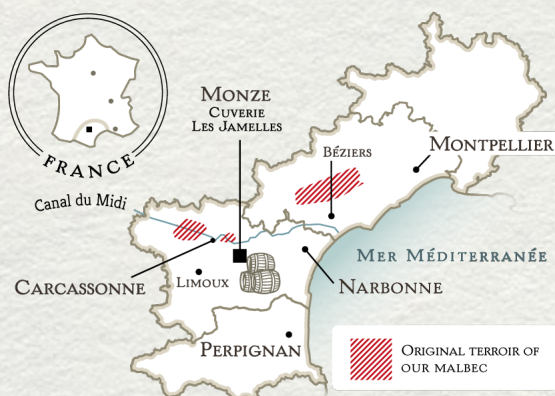 FRANCE
Canal du Midi
MONZE
CUVERIE
LES JAMELLES
BÉZIERS
MONTPELLIER
MER MÉDITERRANÉE
CARCASSONNE
LIMOUX
NARBONNE
PERPIGNAN
ORIGINAL TERROIR OF
OUR MALBEC